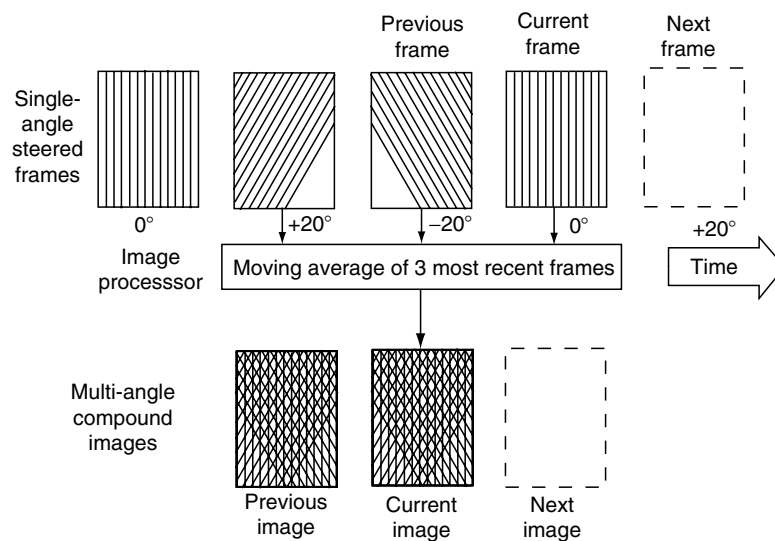 Previous
frame
Current
frame
Next
frame
Single-
angle
steered
frames
0°
+20°
−20°
0°
+20°
Image
processsor
Moving average of 3 most recent frames
Time
Multi-angle
compound
images
Previous
image
Current
image
Next
image